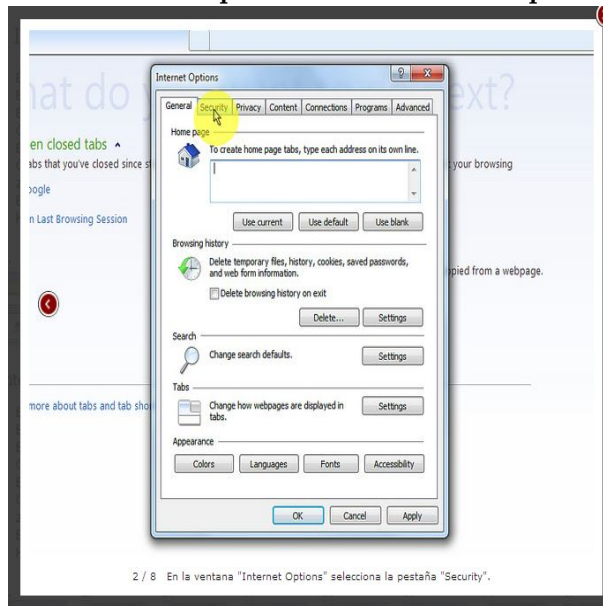 hat do
ext?
Internet Options
General Security Privacy Content Connections Programs Advanced
Home page
To create home page tabs, type each address on its own line.
Use current Use default Use blank
Browsing history
Delete temporary files, history, cookies, saved passwords,
and web form information.
Delete browsing history on exit
Delete... Settings
Search
Change search defaults.
Settings
Tabs
Change how webpages are displayed in
tabs.
Settings
Appearance
Colors Languages Fonts Accessibility
OK Cancel Apply
en closed tabs
abs that you've closed since
your browsing
oogle
n Last Browsing Session
opied from a webpage.
more about tabs and tab
2 / 8 En la ventana "Internet Options" selecciona la pestaña "Security".